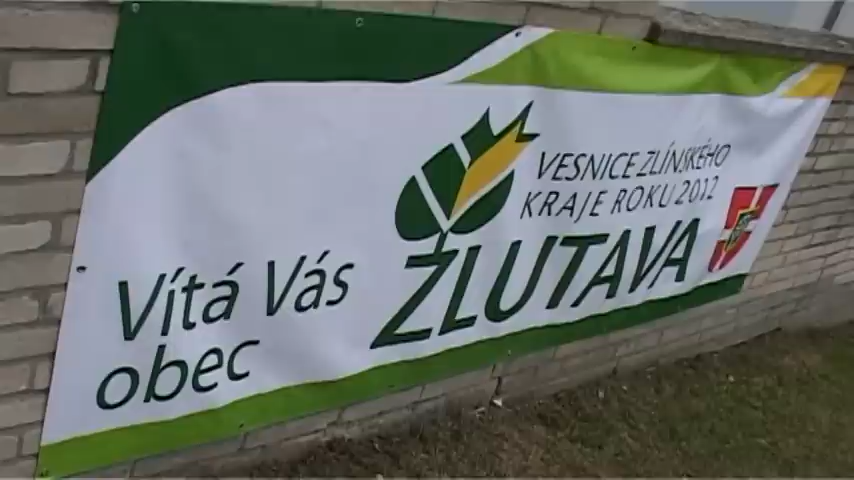 Vítá Vás
obec
VESNICE ZLÍNSKÉHO
KRAJE ROKU 2012
ŽLUTAVA